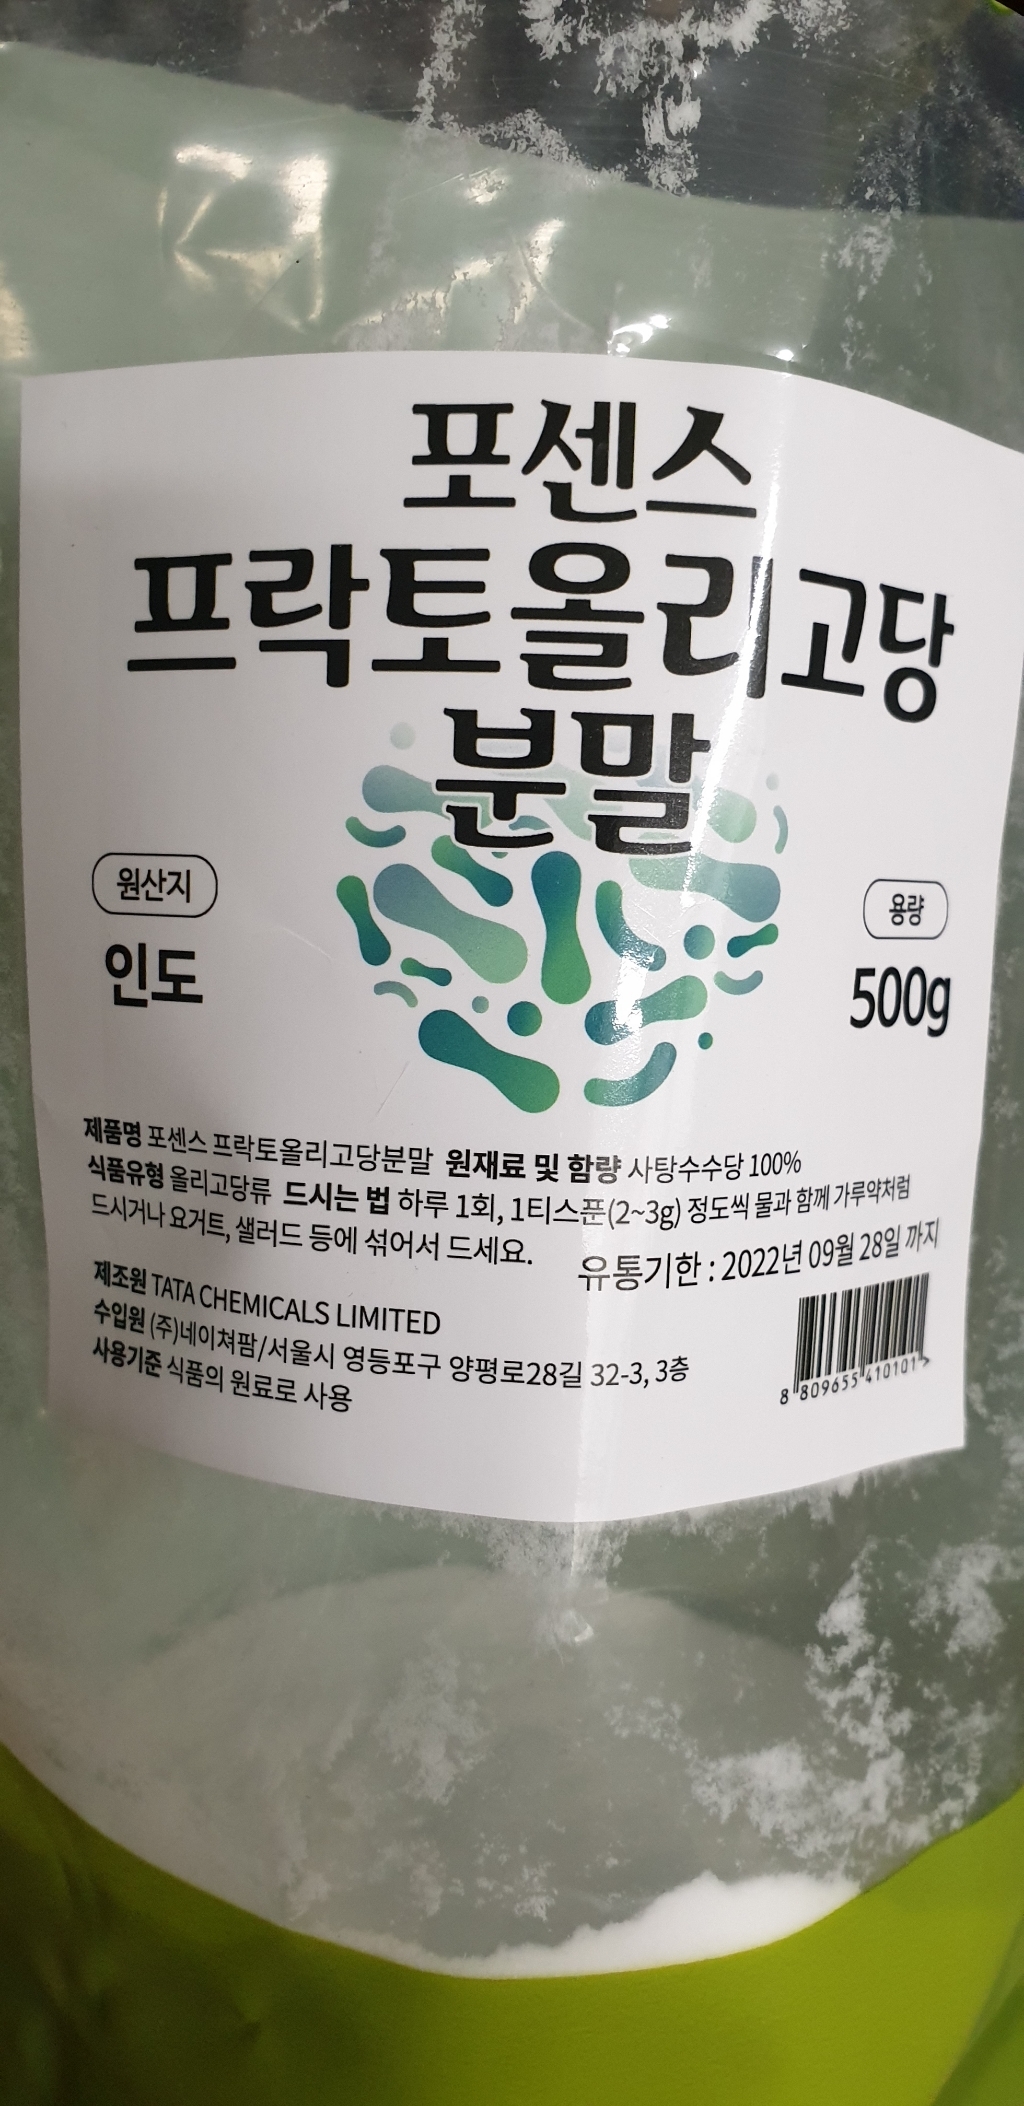 포센스
프락토올리고당
분말
원산지
인도
용량
500g
제품명 포센스 프락토올리고당분말 원재료 및 함량 사탕수수당 100%
식품유형 올리고당류 드시는 법 하루 1회, 1티스푼(2~3g) 정도씩 물과 함께 가루약처럼
드시거나 요거트, 샐러드 등에 섞어서 드세요.
유통기한 : 2022년 09월 28일 까지
제조원 TATA CHEMICALS LIMITED
수입원 (주)네이쳐팜/서울시 영등포구 양평로28길 32-3, 3층
사용기준 식품의 원료로 사용
8 809655 410101 >